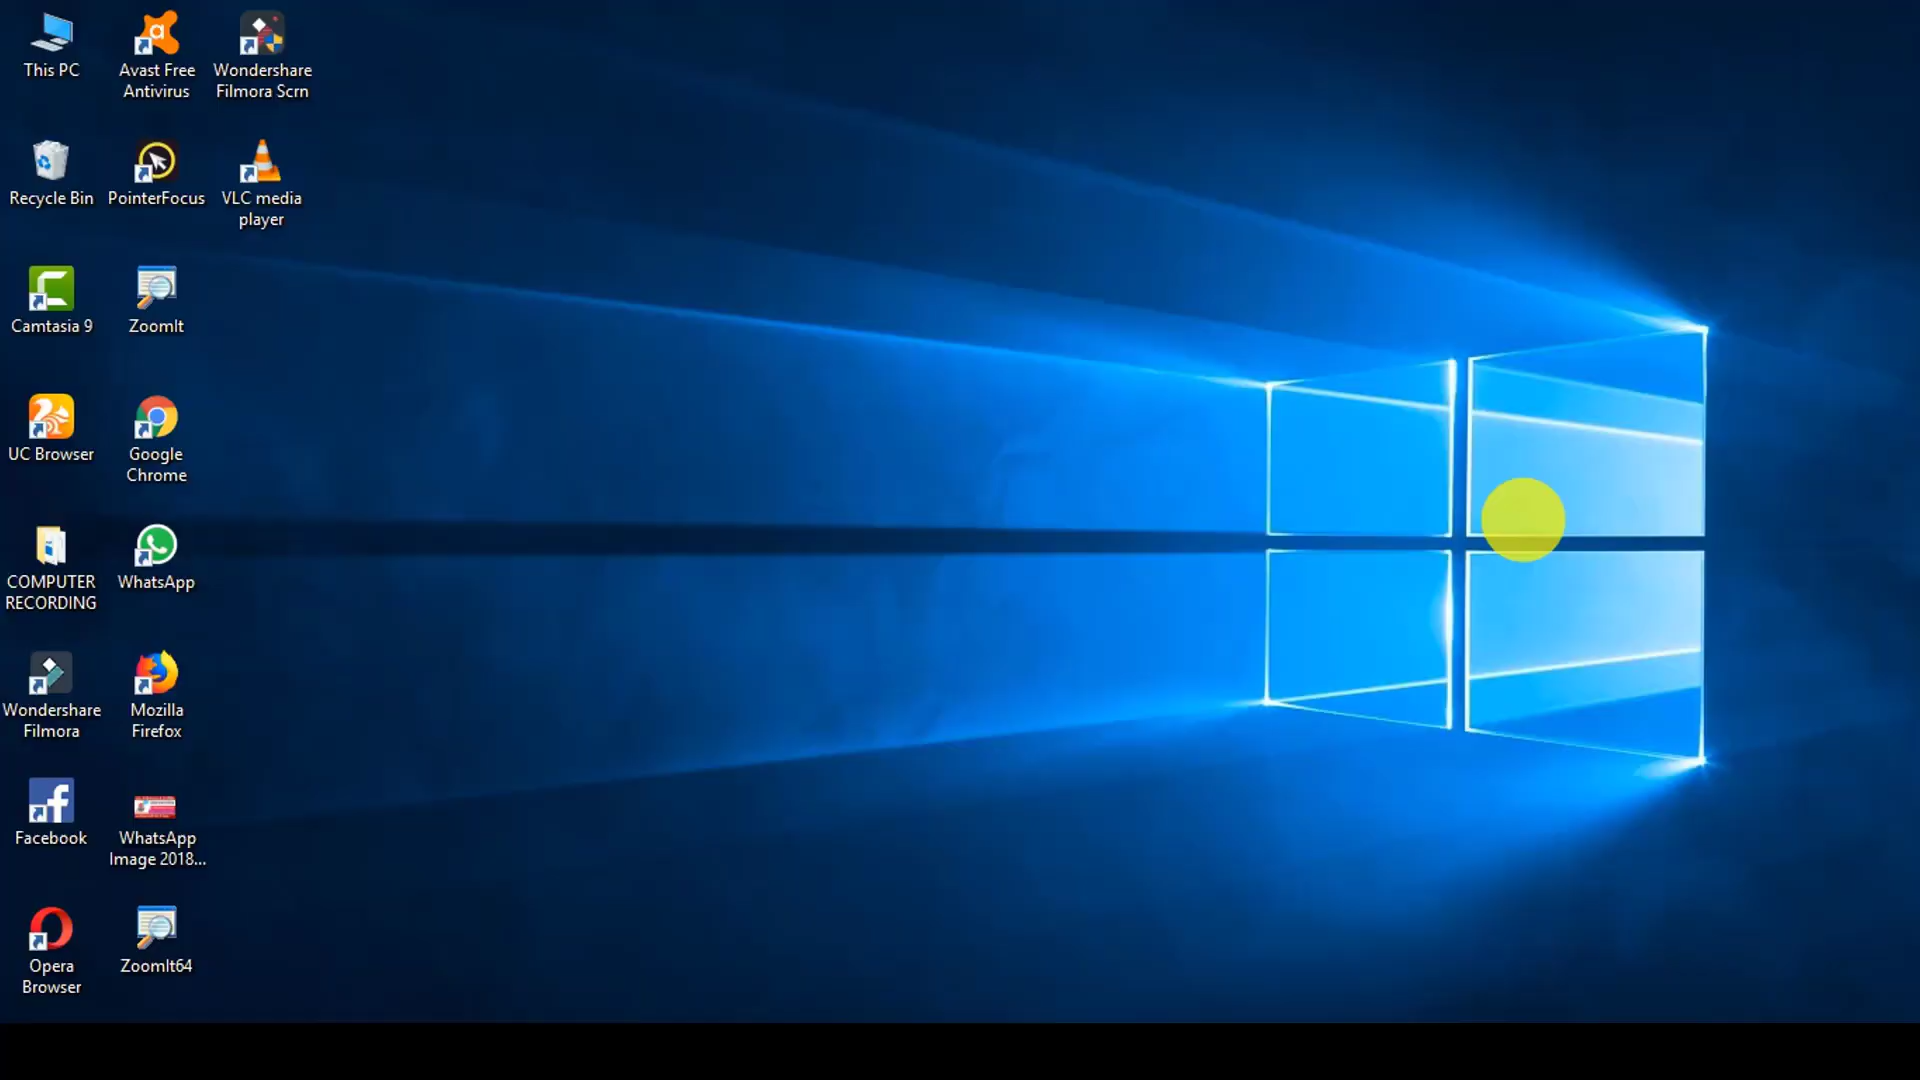 This PC
Avast Free
Antivirus
Wondershare
Filmora Scrn
Recycle Bin
PointerFocus
VLC media
player
Camtasia 9
ZoomIt
UC Browser
Google
Chrome
COMPUTER
RECORDING
WhatsApp
Wondershare
Filmora
Mozilla
Firefox
Facebook
WhatsApp
Image 2018...
Opera
Browser
ZoomIt64